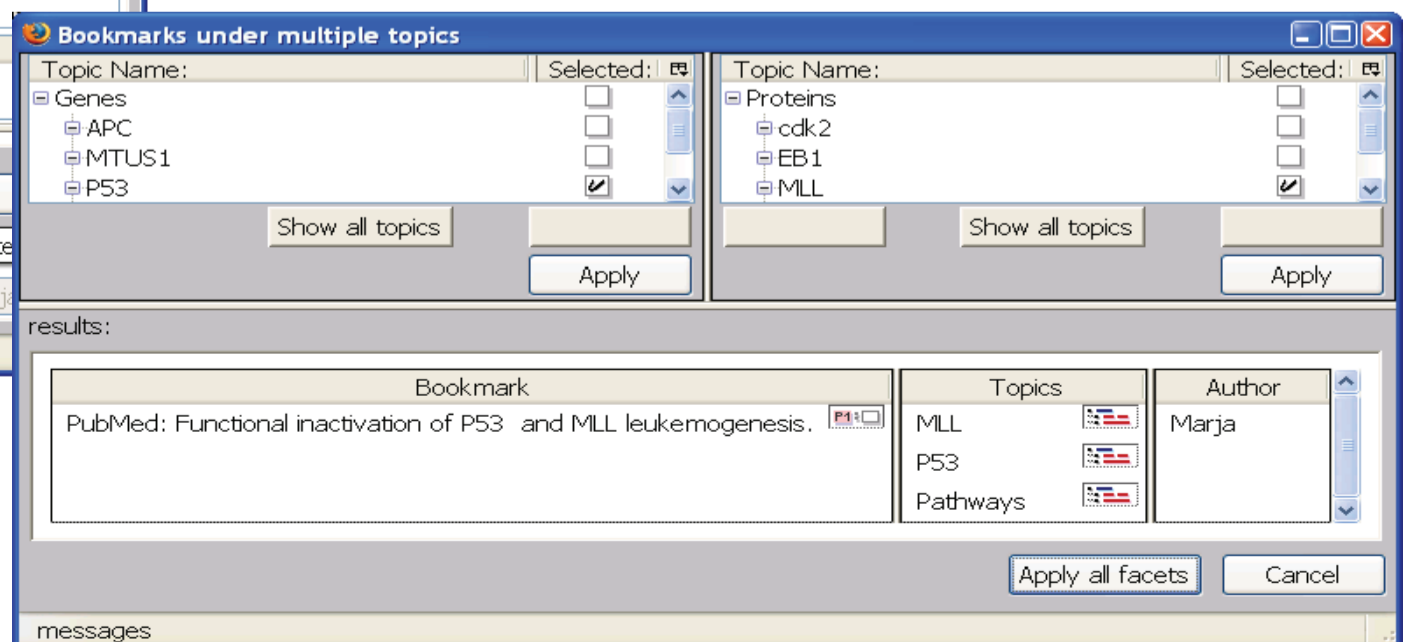 Bookmarks under multiple topics
Topic Name: Selected:
Genes
APC
MTUS1
P53
Show all topics
Apply
Topic Name: Selected:
Proteins
cdk2
EB1
MLL
Show all topics
Apply
results:
Bookmark Topics Author
PubMed: Functional inactivation of P53 and MLL leukemogenesis. P1 MLL Marja
P53
Pathways
Apply all facets Cancel
messages